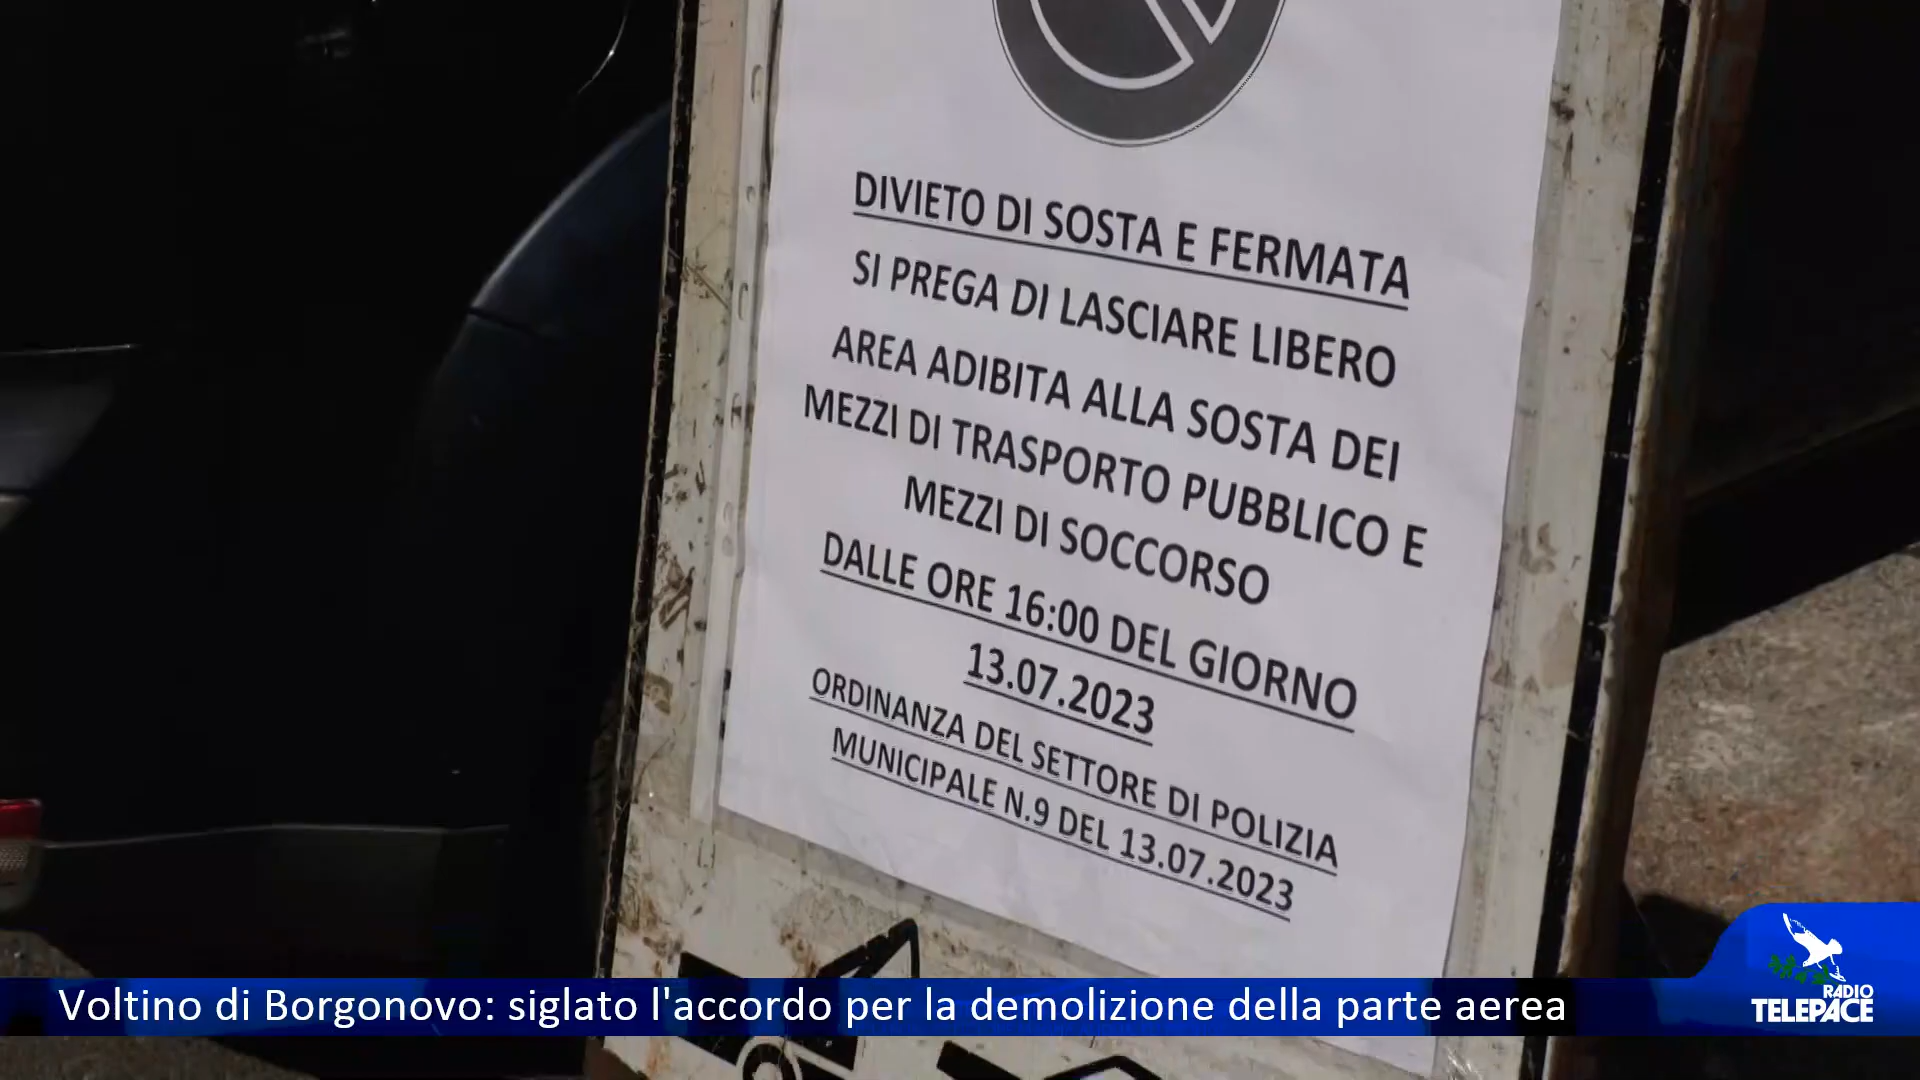 DIVIETO DI SOSTA E FERMATA
SI PREGA DI LASCIARE LIBERO
AREA ADIBITA ALLA SOSTA DEI
MEZZI DI TRASPORTO PUBBLICO E
MEZZI DI SOCCORSO
DALLE ORE 16:00 DEL GIORNO
13.07.2023
ORDINANZA DEL SETTORE DI POLIZIA
MUNICIPALE N.9 DEL 13.07.2023
Voltino di Borgonovo: siglato l'accordo per la demolizione della parte aerea
RADIO
TELEPACE